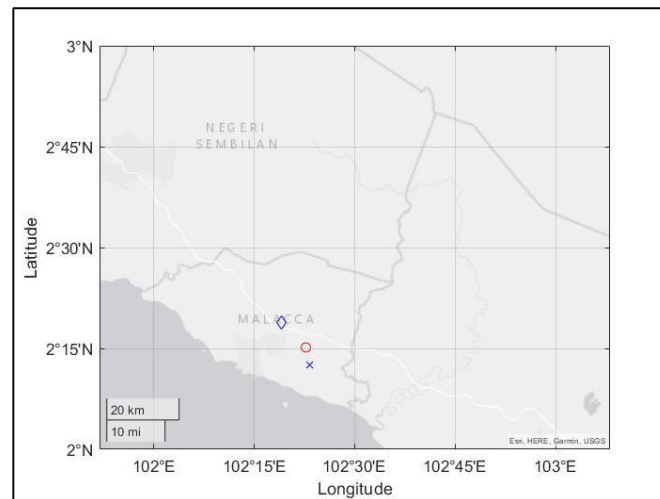 3°N
NEGERI
SEMBILAN
2°45'N
2°30'N
Latitude
MALACCA
2°15'N
20 km
10 mi
2°N
Esri, HERE, Garmin, USGS
102°E
102°15'E
102°30'E
102°45'E
103°E
Longitude